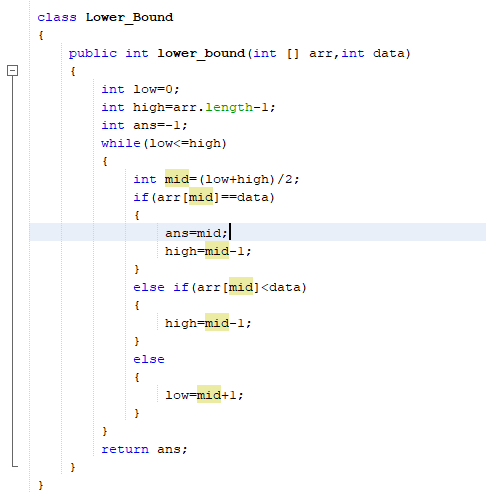 class Lower_Bound
{
public int lower_bound(int [] arr,int data)
{
int low=0;
int high=arr.length-1;
int ans=-1;
while(low<=high)
{
int mid=(low+high)/2;
if(arr[mid]==data)
{
ans=mid;
high=mid-1;
}
else if(arr[mid]<data)
{
high=mid-1;
}
else
{
low=mid+1;
}
}
return ans;
}
}